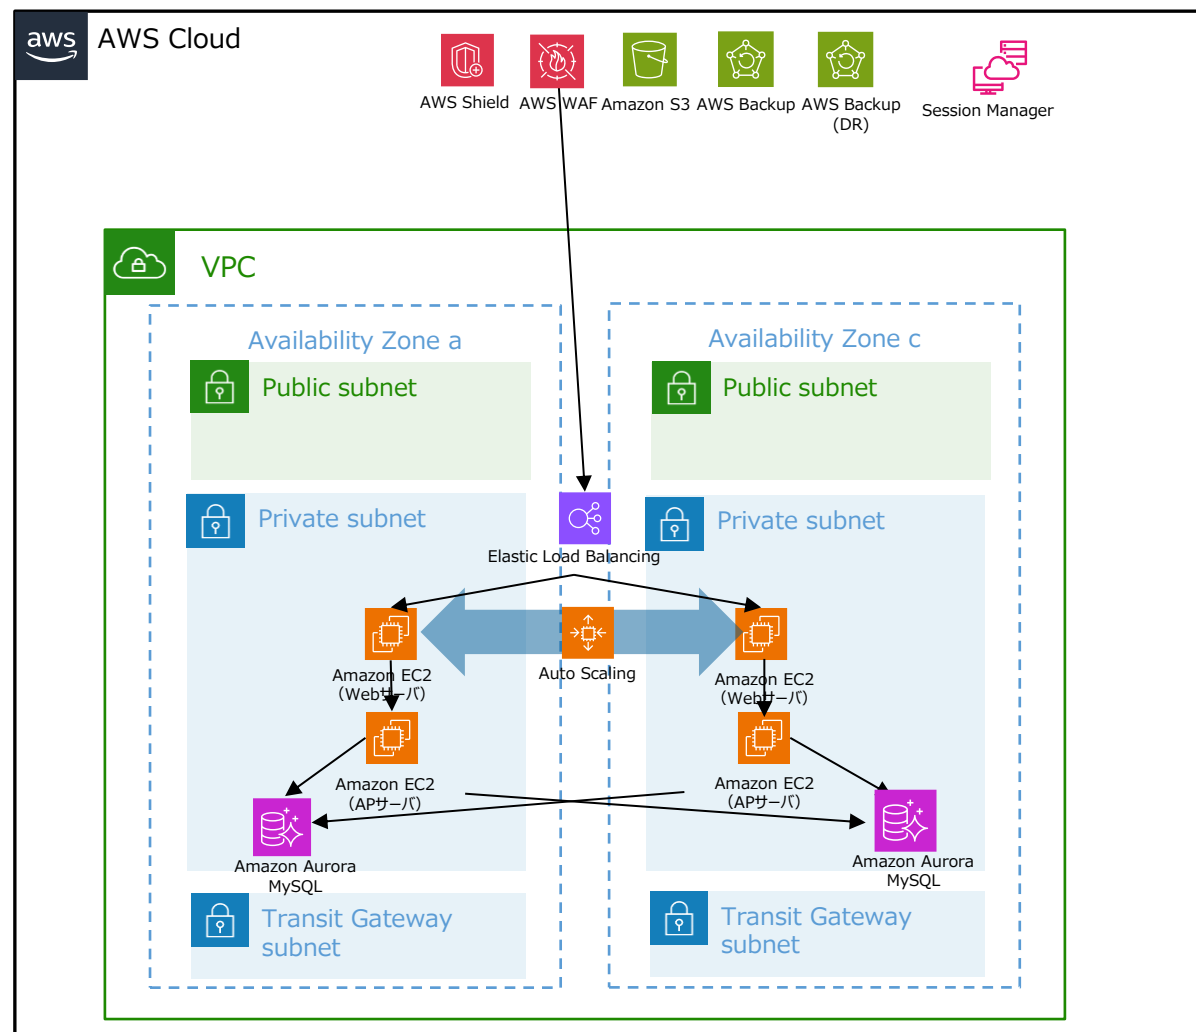 aws
AWS Cloud
AWS Shield
AWS WAF
Amazon S3
AWS Backup
AWS Backup
(DR)
Session Manager
VPC
Availability Zone a
Availability Zone c
Public subnet
Public subnet
Private subnet
Private subnet
Elastic Load Balancing
Amazon EC2
（Webサーバ）
Auto Scaling
Amazon EC2
（Webサーバ）
Amazon EC2
（APサーバ）
Amazon EC2
（APサーバ）
Amazon Aurora
MySQL
Amazon Aurora
MySQL
Transit Gateway
subnet
Transit Gateway
subnet